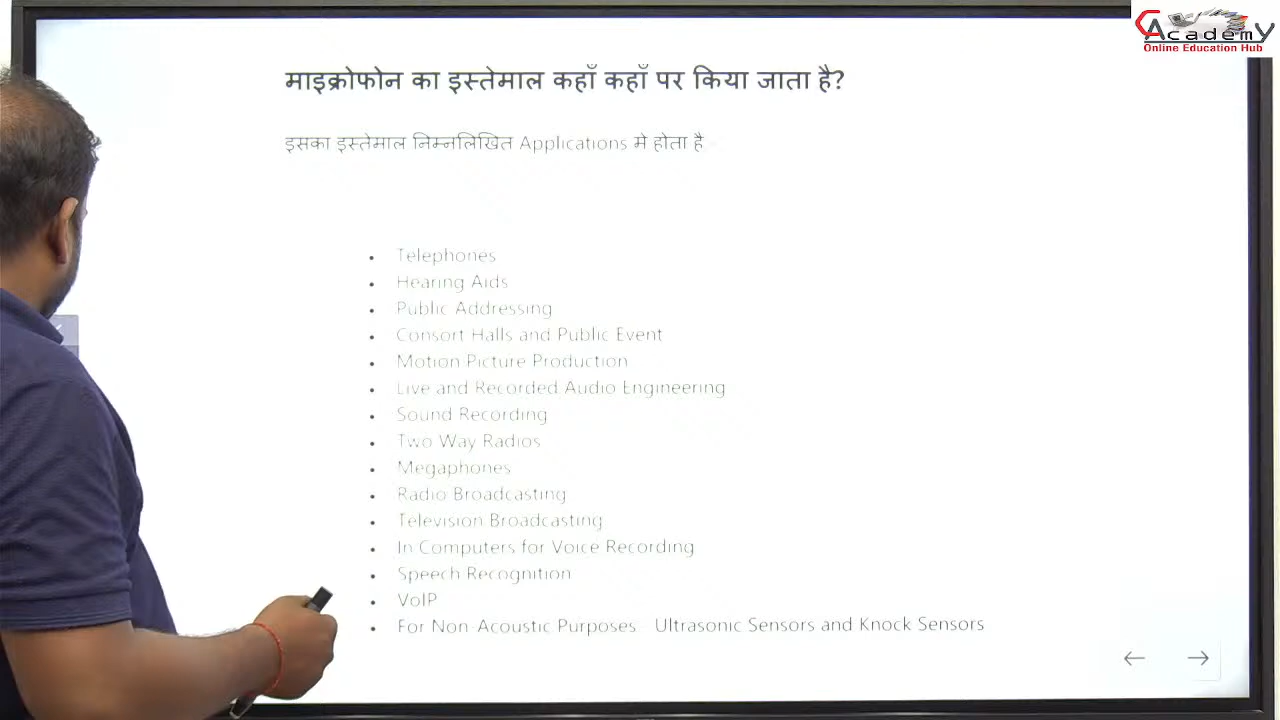 CAcademy
Online Education Hub
माइक्रोफोन का इस्तेमाल कहाँ कहाँ पर किया जाता है?
इसका इस्तेमाल निम्नलिखित Applications मे होता है
• Telephones
• Hearing Aids
• Public Addressing
• Consort Halls and Public Event
• Motion Picture Production
• Live and Recorded Audio Engineering
• Sound Recording
• Two Way Radios
• Megaphones
• Radio Broadcasting
• Television Broadcasting
• In Computers for Voice Recording
• Speech Recognition
• VoIP
• For Non-Acoustic Purposes Ultrasonic Sensors and Knock Sensors